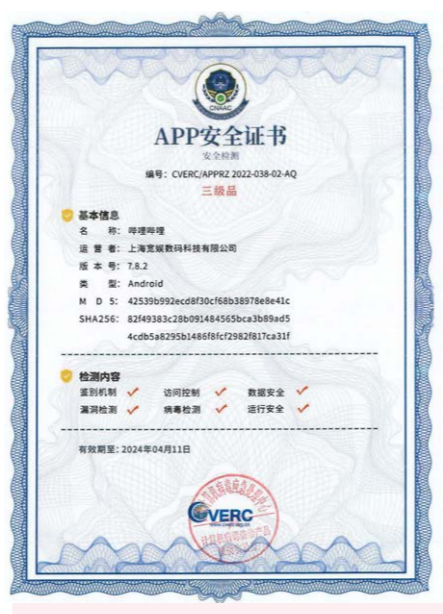 CNAAC
APP安全证书
安全检测
编号：CVERC/APPRZ 2022-038-02-AQ
三级品
基本信息
名 称：哔哩哔哩
运 营 者：上海宽娱数码科技有限公司
版 本 号：7.8.2
类 型：Android
M D 5：42539b992ecd8f30cf68b38978e8e41c
SHA256：82f49383c28b091484565bca3b89ad5
4cdb5a8295b1486f8fcf2982f817ca31f
检测内容
鉴别机制 访问控制 数据安全
漏洞检测 病毒检测 运行安全
有效期至：2024年04月11日
CVERC